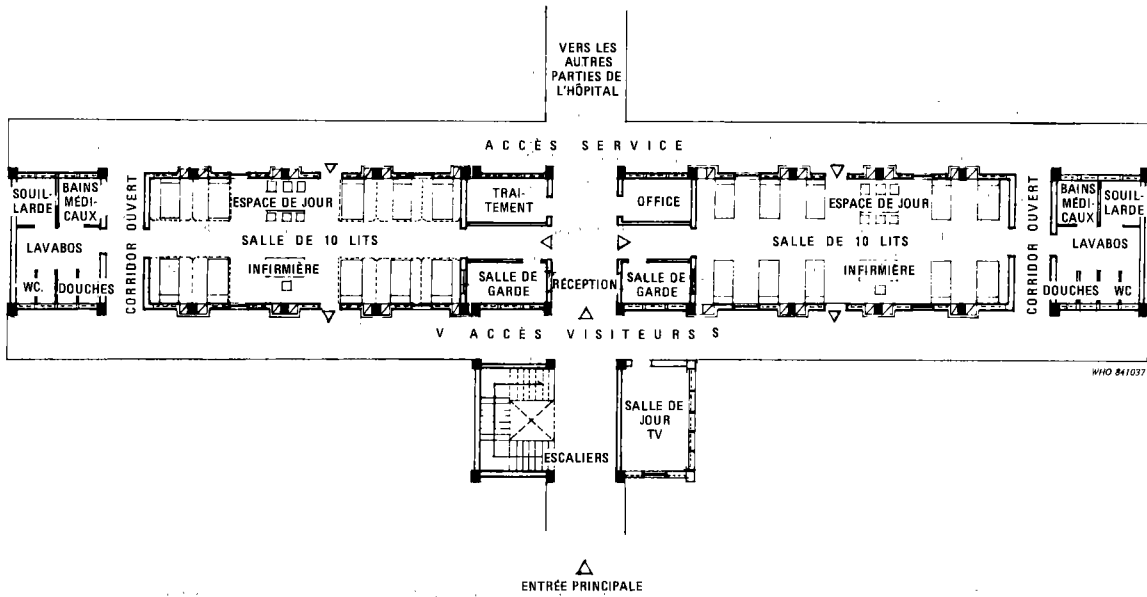 VERS LES
AUTRES
PARTIES DE
L'HÔPITAL
ACCÈS SERVICE
SOUIL-
LARDE
BAINS
MÉDI-
CAUX
LAVABOS
WC.
DOUCHES
CORRIDOR OUVERT
ESPACE DE JOUR
SALLE DE 10 LITS
INFIRMIÈRE
TRAI-
TEMENT
SALLE DE
GARDE
RÉCEPTION
OFFICE
SALLE DE
GARDE
ESPACE DE JOUR
SALLE DE 10 LITS
INFIRMIÈRE
CORRIDOR OUVERT
BAINS
MÉDI-
CAUX
SOUIL-
LARDE
LAVABOS
DOUCHES
WC
V ACCÈS VISITEURS S
WHO 841037
SALLE DE
JOUR
TV
ESCALIERS
ENTRÉE PRINCIPALE